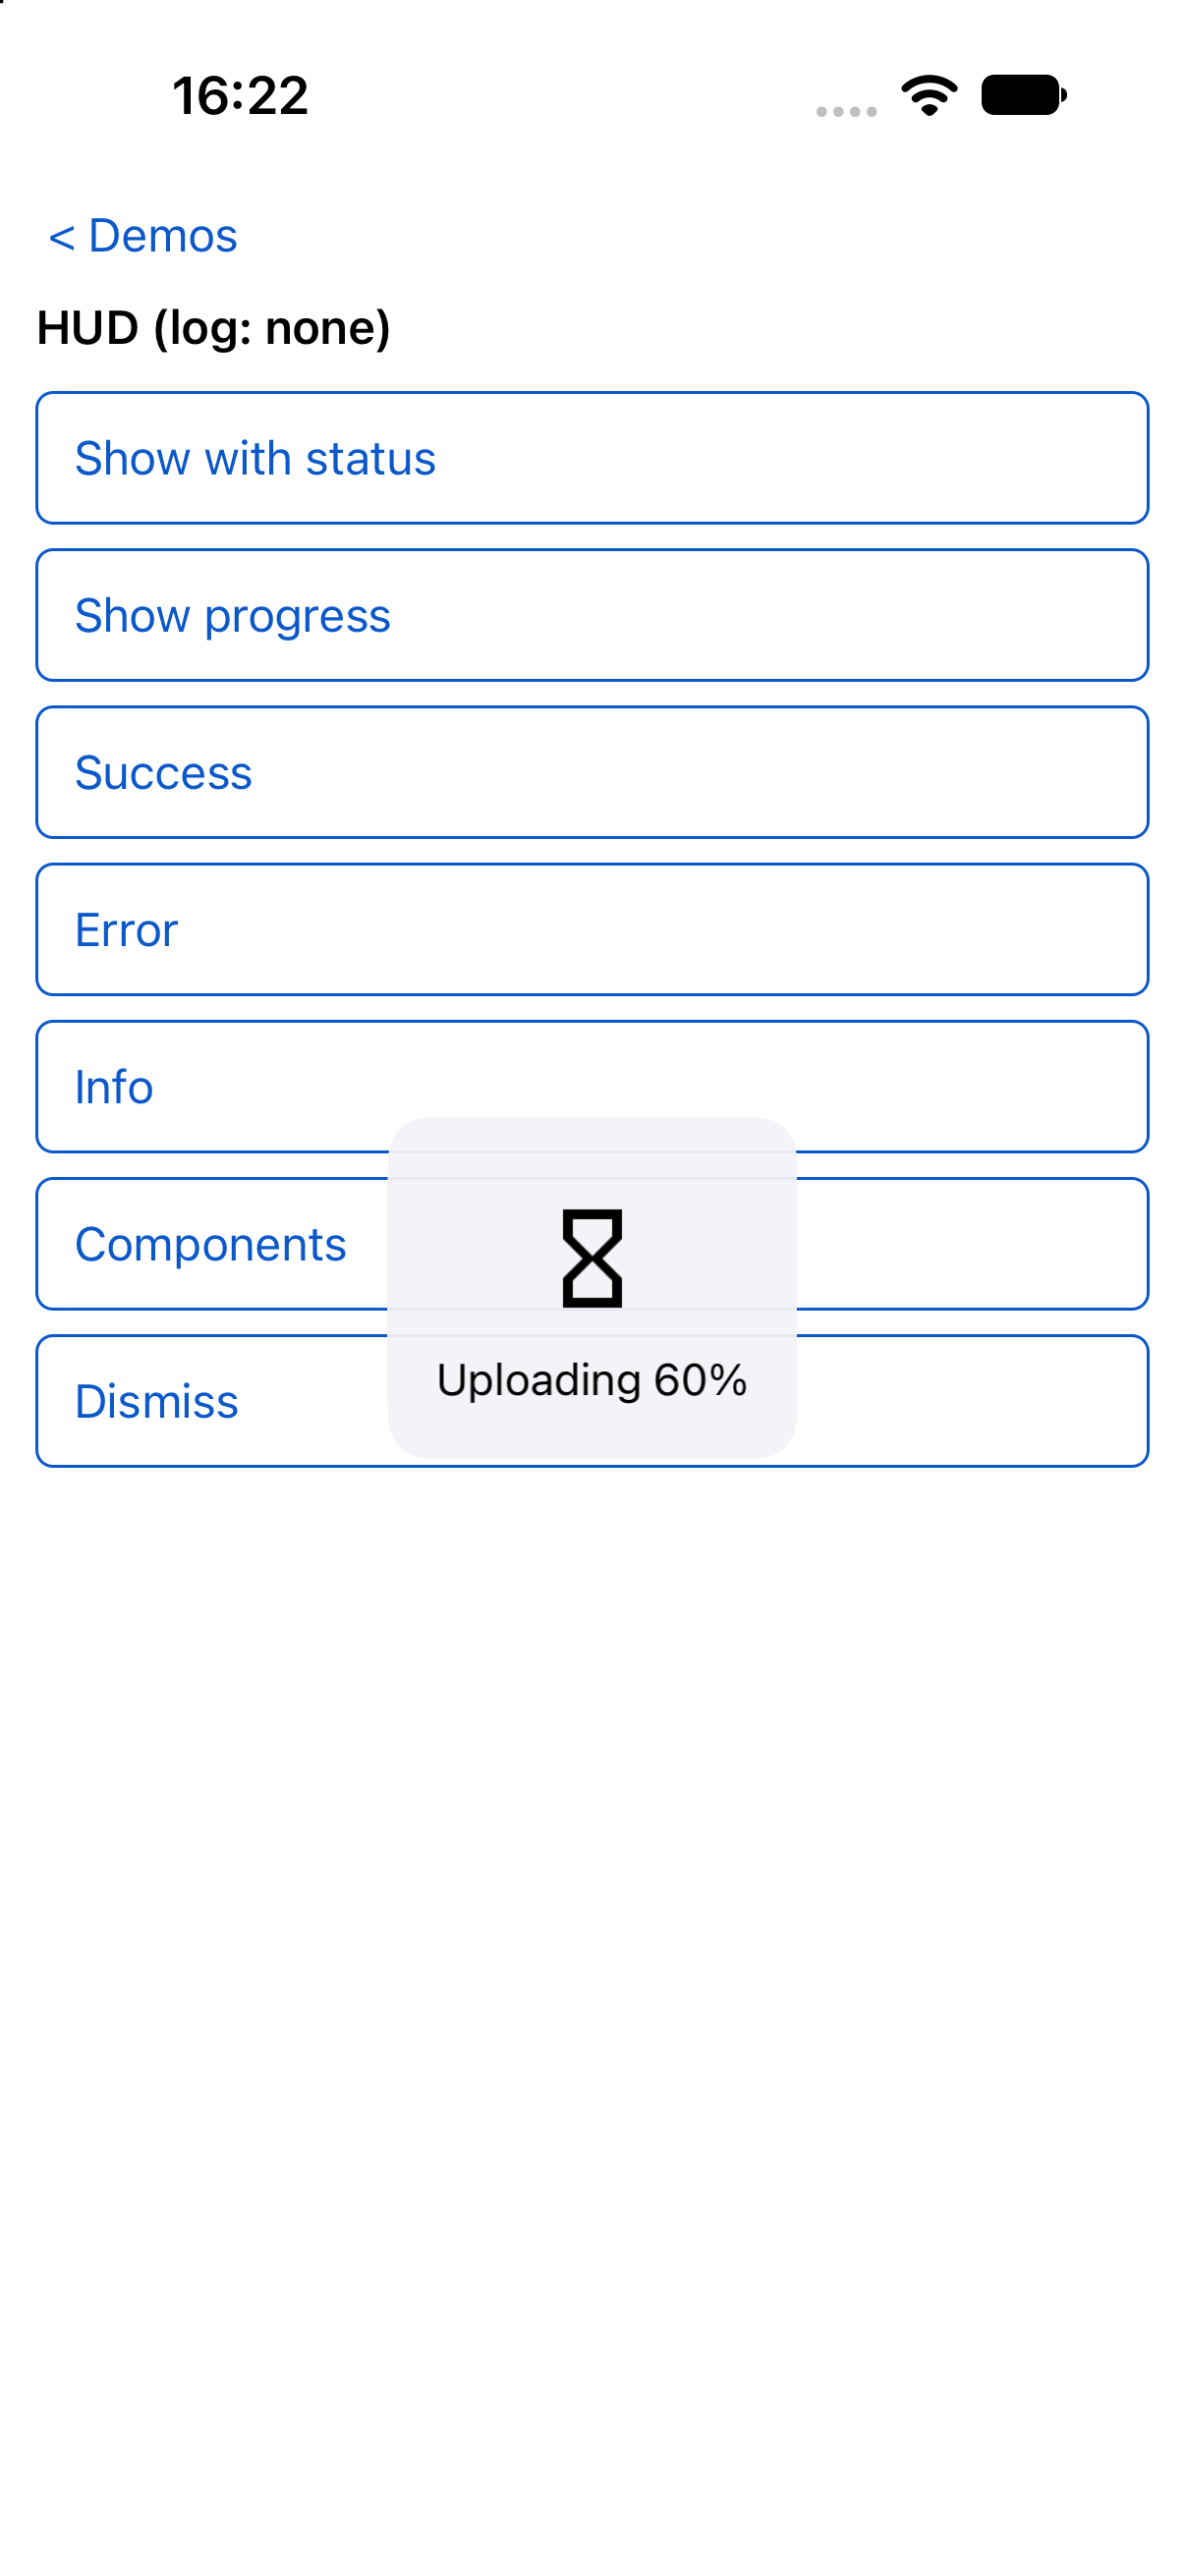 16:22
< Demos
HUD (log: none)
Show with status
Show progress
Success
Error
Info
Components
Uploading 60%
Dismiss